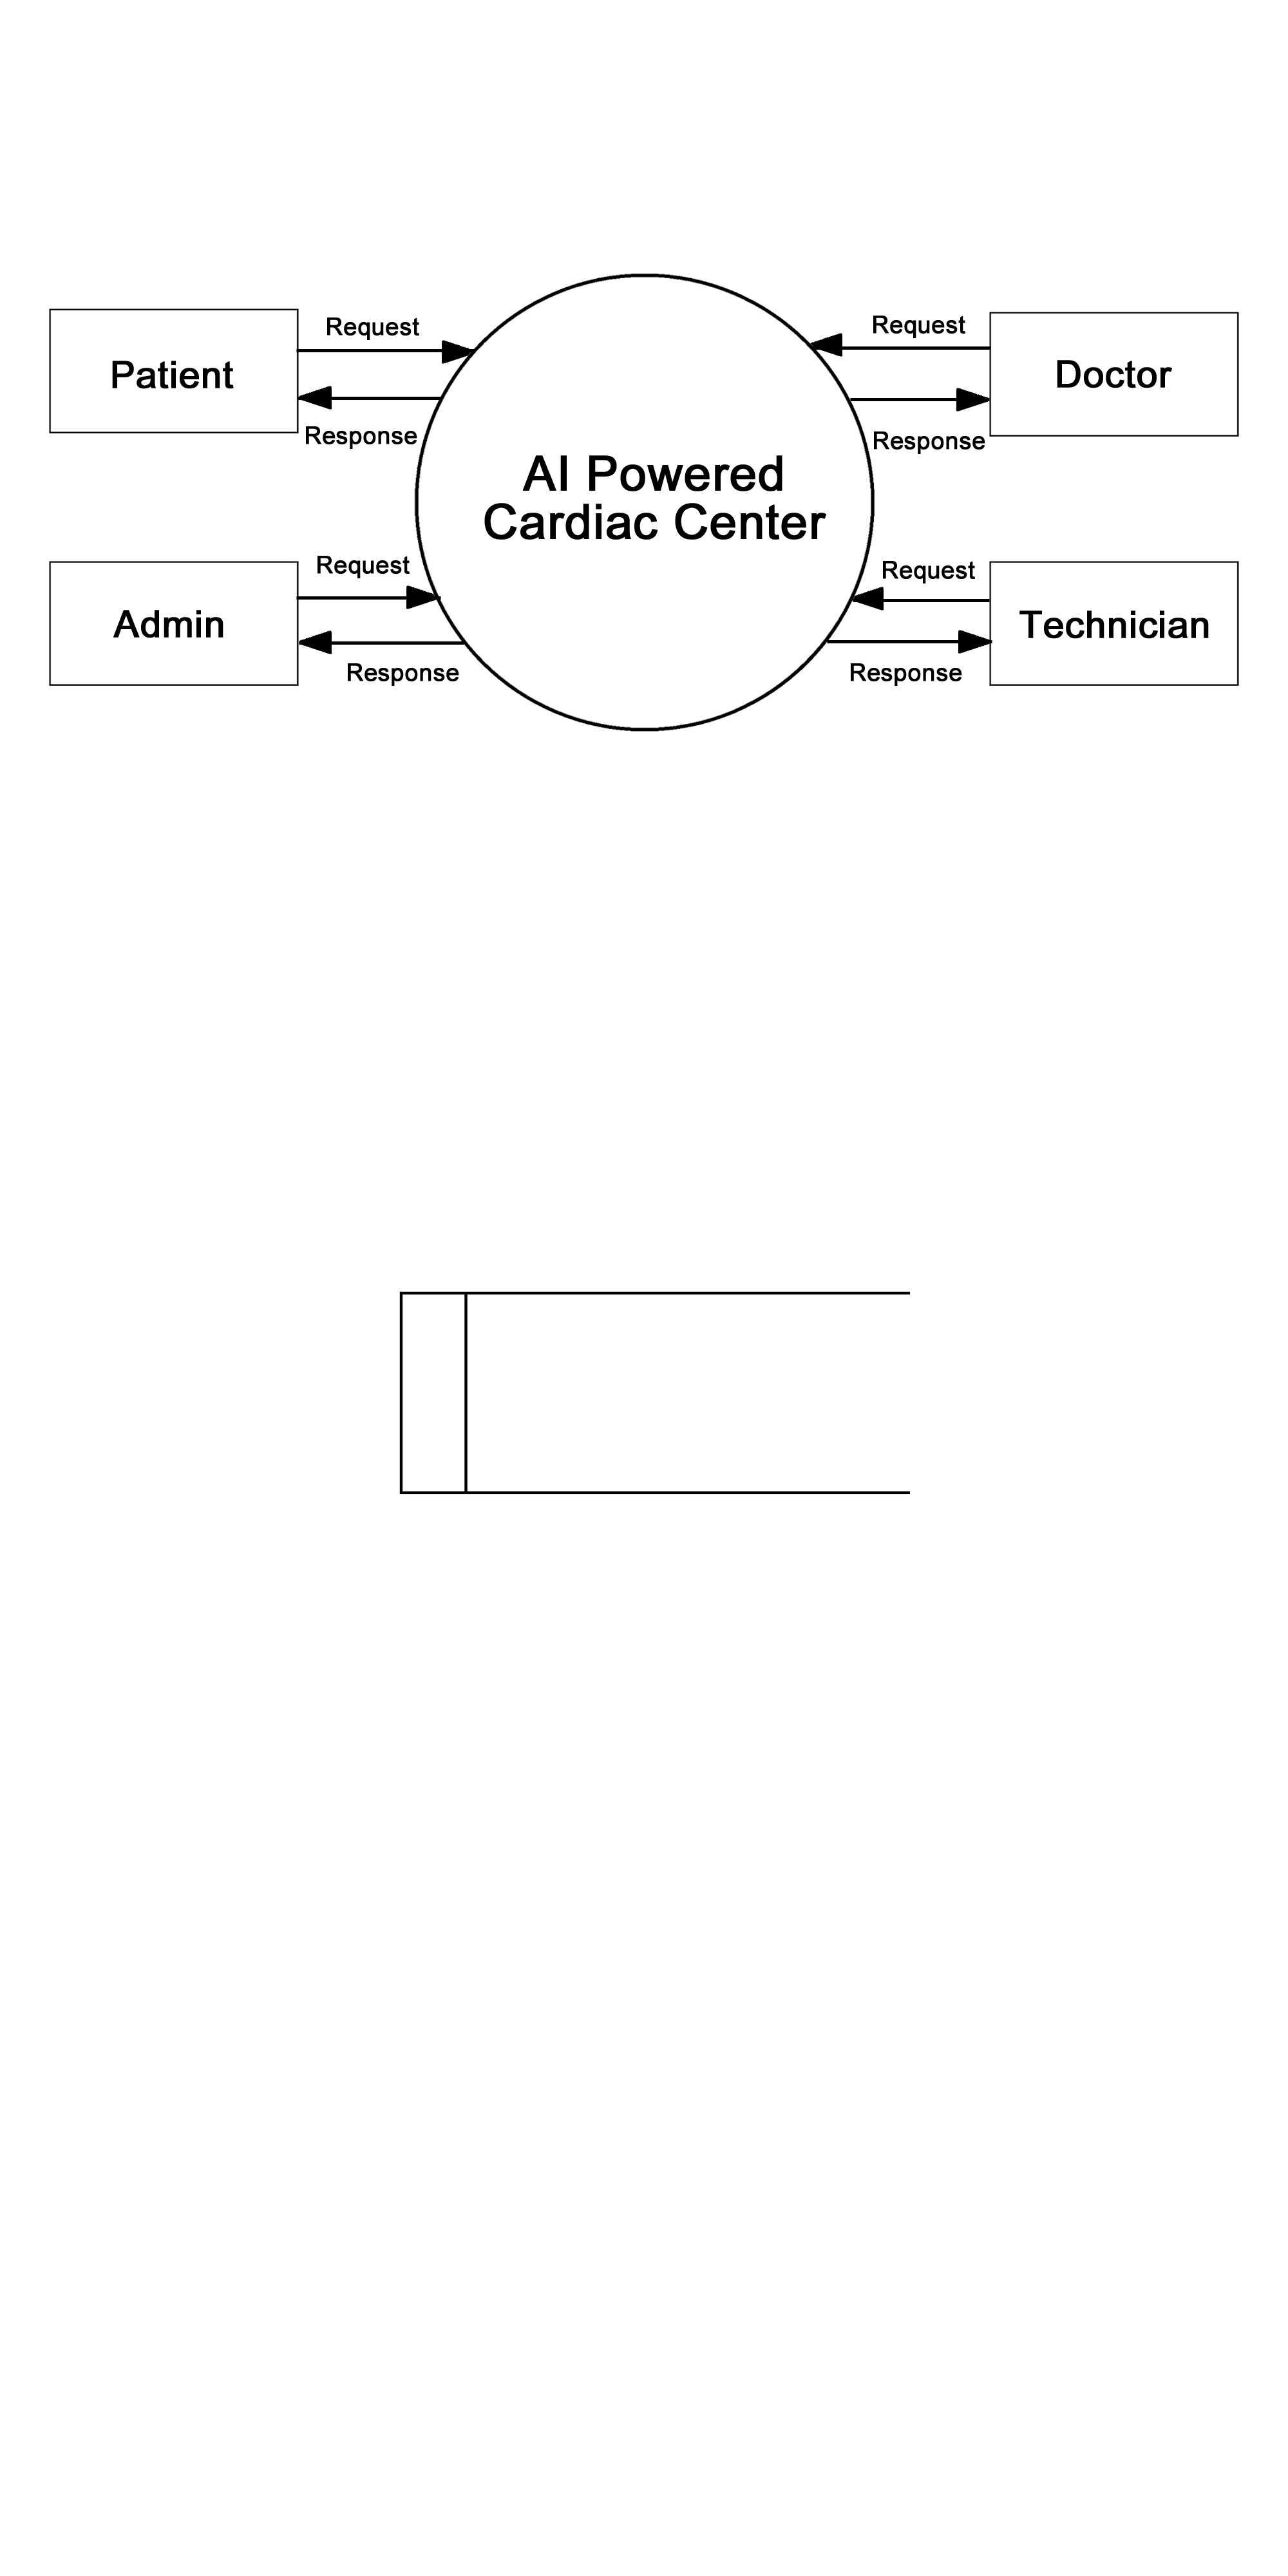 Request
Patient
Response
Request
Doctor
Response
AI Powered
Cardiac Center
Request
Admin
Response
Request
Technician
Response